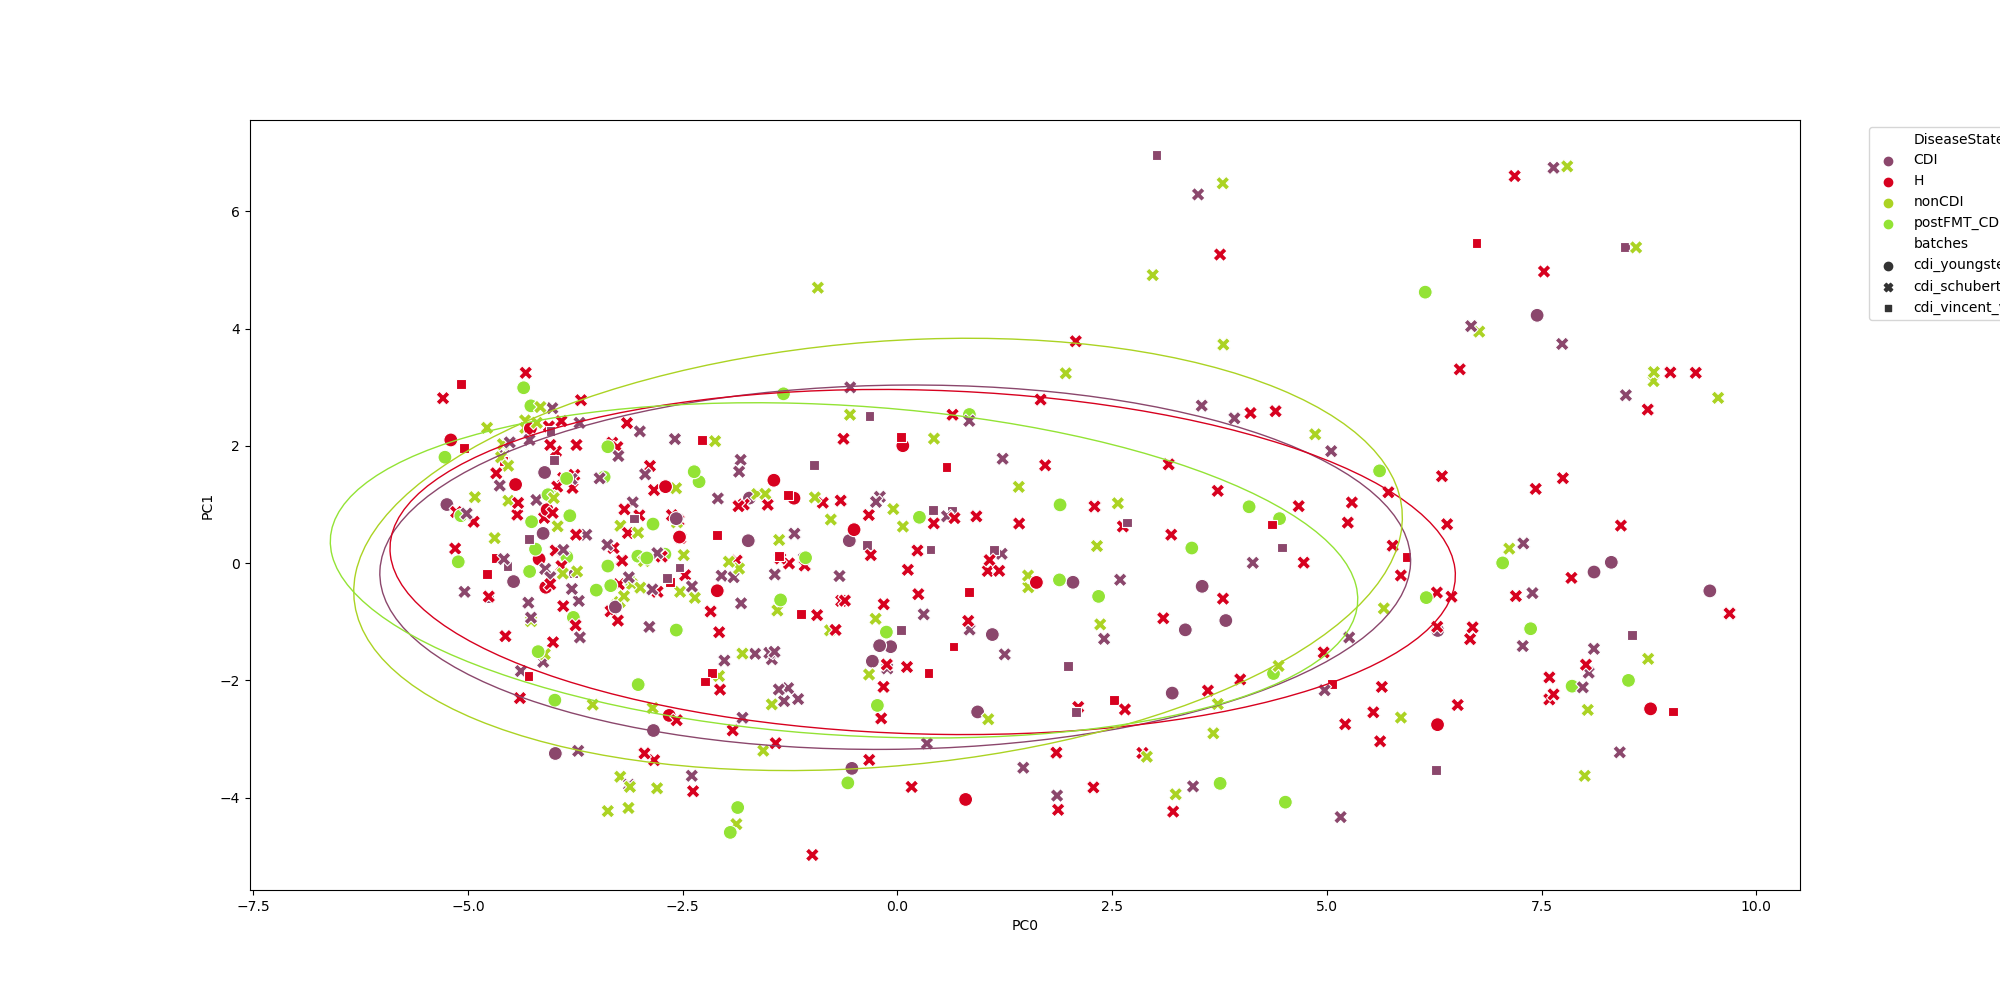 DiseaseState
CDI
H
nonCDI
postFMT_CD
batches
cdi_youngste
cdi_schubert
cdi_vincent_
6
4
2
0
−2
−4
PC1
−7.5 −5.0 −2.5 0.0 2.5 5.0 7.5 10.0
PC0